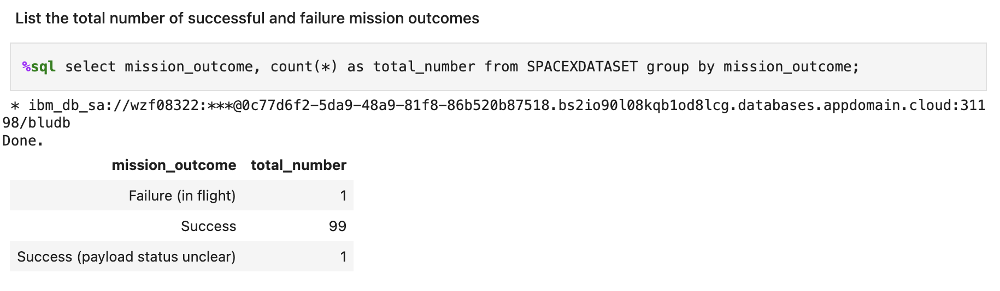 List the total number of successful and failure mission outcomes
%sql select mission_outcome, count(*) as total_number from SPACEXDATASET group by mission_outcome;
* ibm_db_sa://wzf08322:***@0c77d6f2-5da9-48a9-81f8-86b520b87518.bs2io90l08kqb1od8lcg.databases.appdomain.cloud:311
98/bludb
Done.
mission_outcome total_number
Failure (in flight) 1
Success 99
Success (payload status unclear) 1